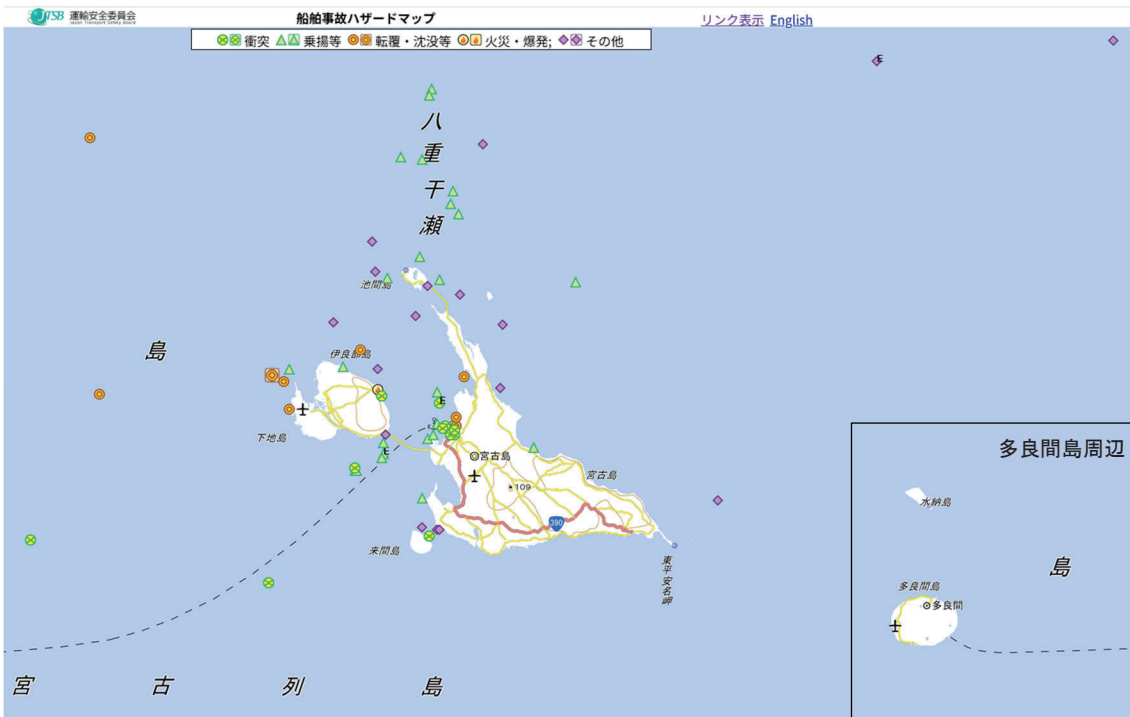 JTSB 運輸安全委員会
Japan Transport Safety Board
船舶事故ハザードマップ
リンク表示 English
衝突 乗揚等 転覆・沈没等 火災・爆発; その他
E
八重干瀬
池間島
島
伊良部島
E
下地島
宮古島
E
宮古島
109
390
来間島
東平安名岬
多良間島周辺
水納島
島
多良間島
多良間
宮古列島